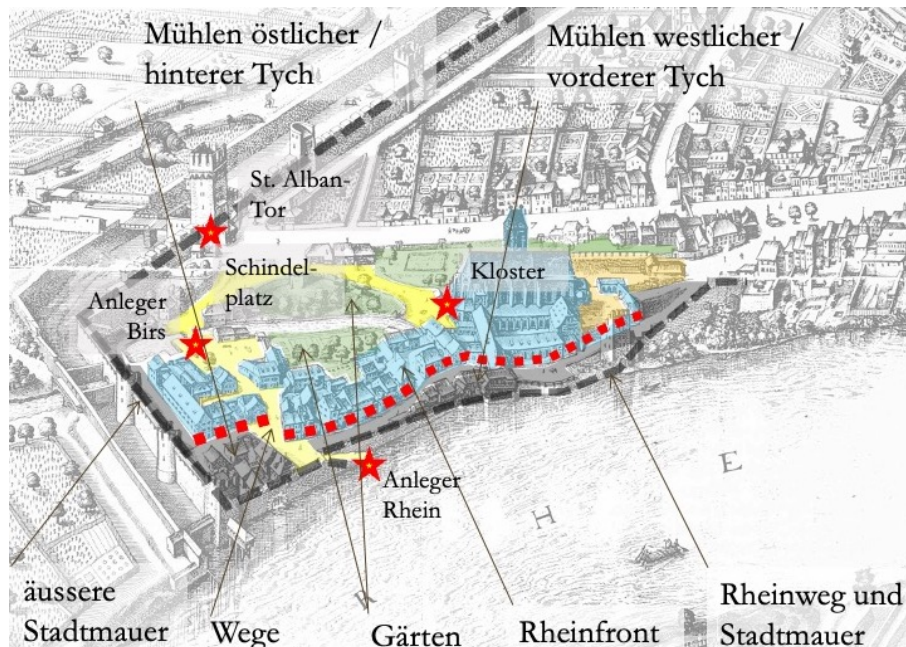 Mühlen östlicher /
hinterer Tych
Mühlen westlicher /
vorderer Tych
St. Alban-
Tor
Schindel-
platz
Kloster
Anleger
Birs
Anleger
Rhein
R H E
äussere
Stadtmauer
Wege
Gärten
Rheinfront
Rheinweg und
Stadtmauer